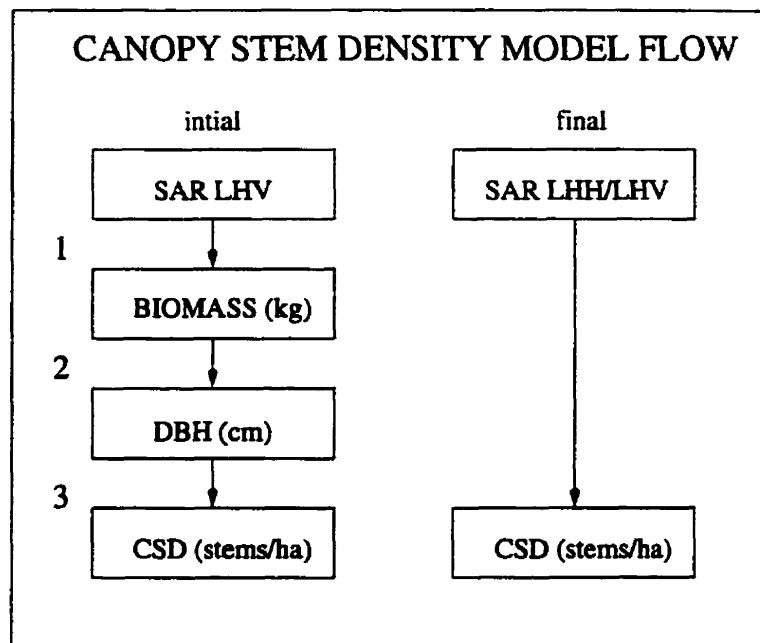 CANOPY STEM DENSITY MODEL FLOW
intial
SAR LHV
1
BIOMASS (kg)
2
DBH (cm)
3
CSD (stems/ha)
final
SAR LHH/LHV
CSD (stems/ha)